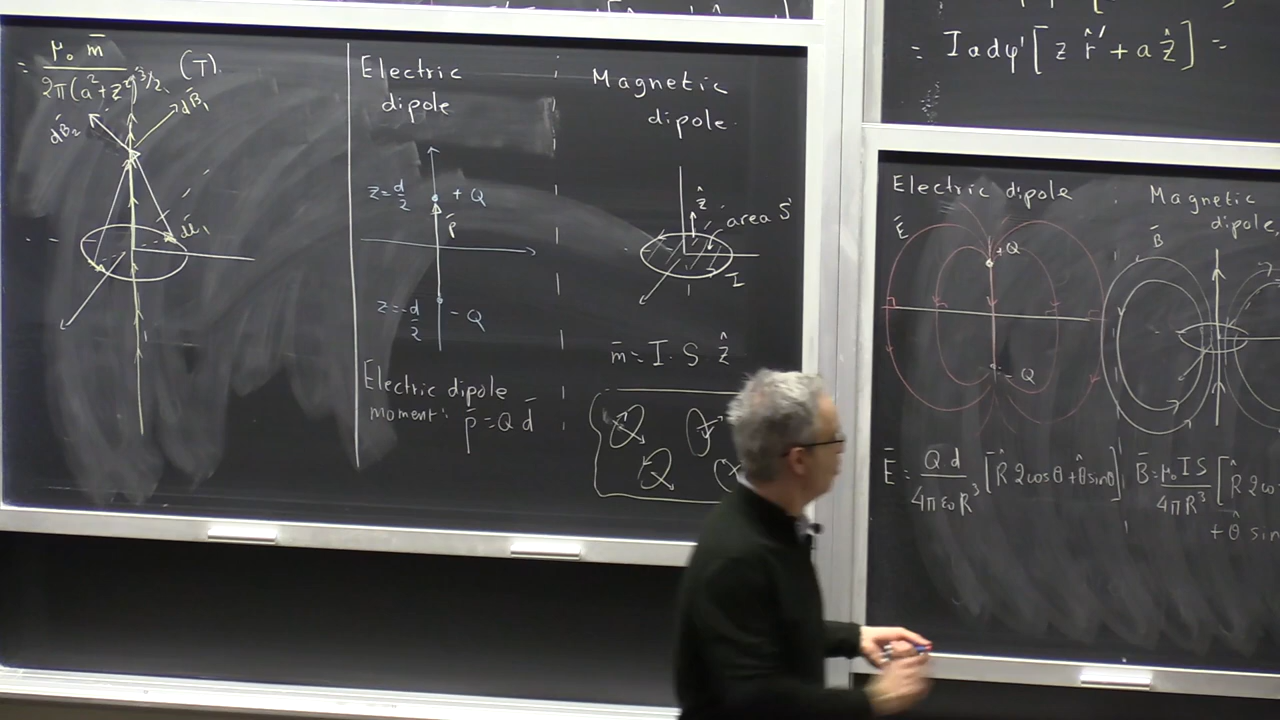 = μ₀ m̄ / 2π(a²+z²)^3/2 (T)
dB̄₁
dB̄₂
dl̄₁
Electric
dipole
z=d/2 +Q
p̄
z=-d/2 -Q
Electric dipole
moment: p̄=Q d̄
Magnetic
dipole.
ẑ
area S
I
m̄ = I·S ẑ
= I a dφ'[z r̂' + a ẑ] =
Electric dipole
Ē
+Q
-Q
Ē = Q d / 4πε₀R³ [R̂ 2cosθ + θ̂ sinθ]
Magnetic
dipole,
B̄
B̄ = μ₀ I S / 4πR³ [R̂ 2co
+ θ̂ sin